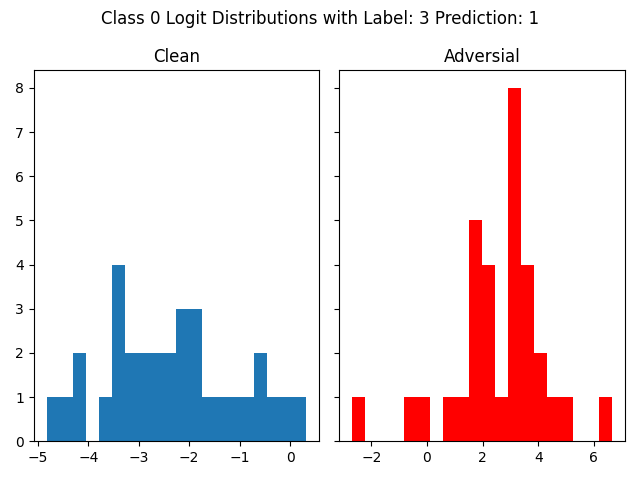 Class 0 Logit Distributions with Label: 3 Prediction: 1
Clean
Adversial
8
7
6
5
4
3
2
1
0
−5 −4 −3 −2 −1 0
−2 0 2 4 6